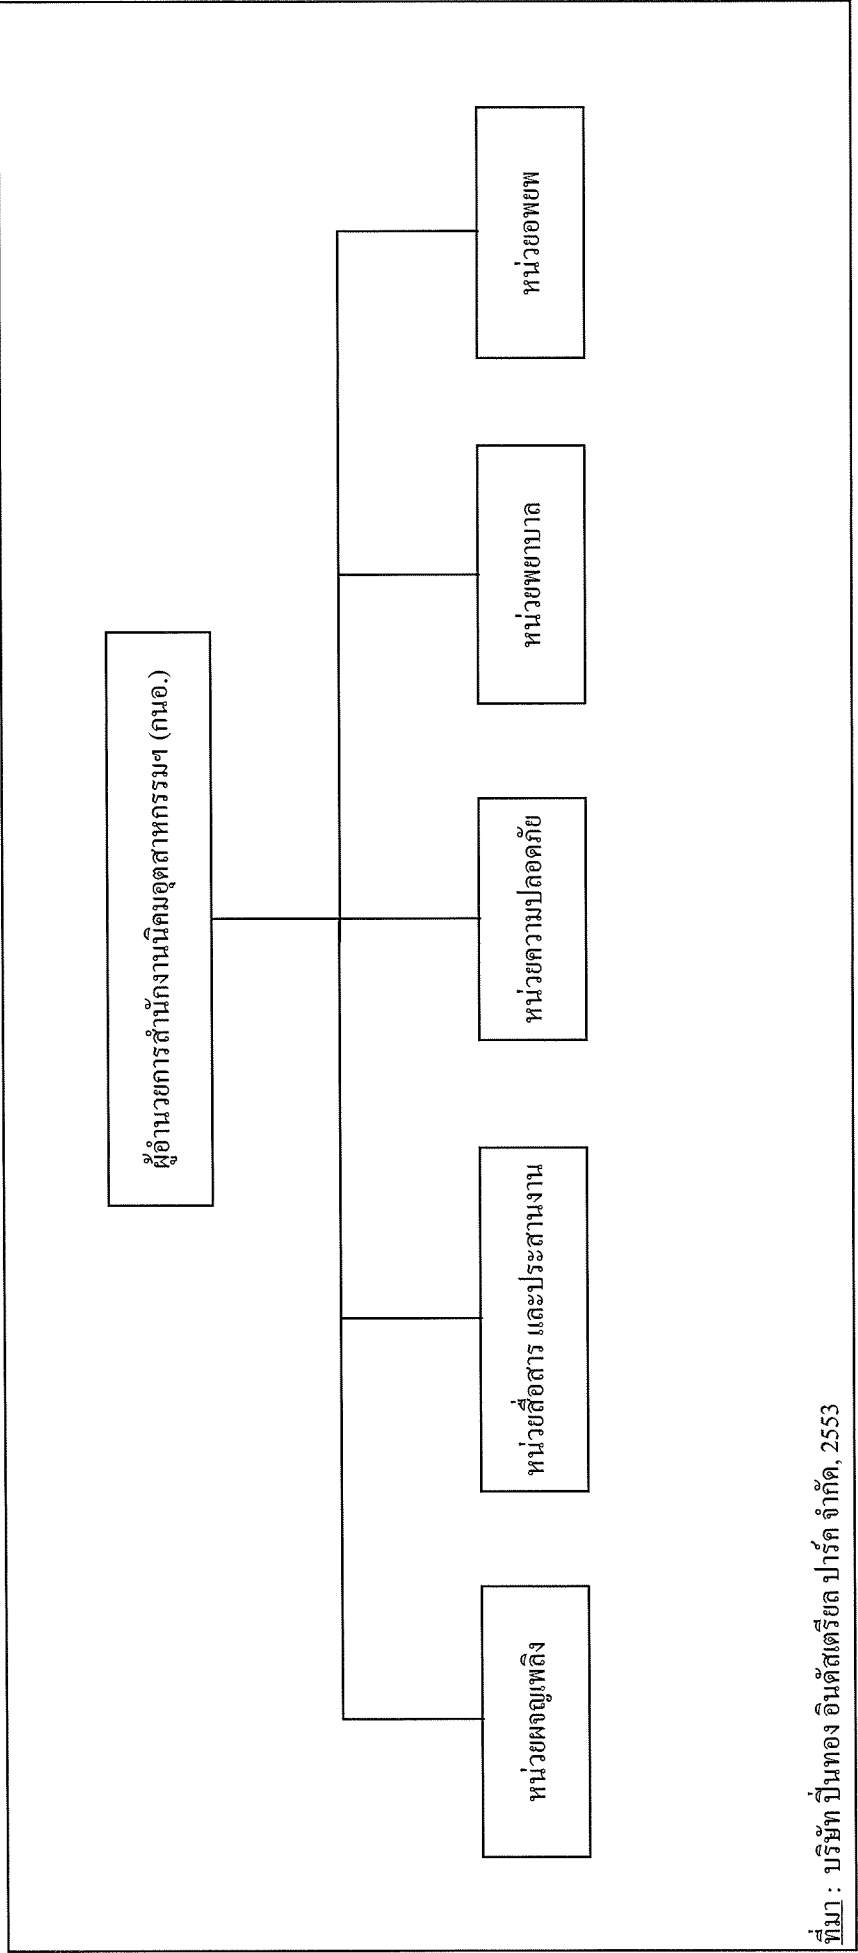 ผู้อำนวยการสำนักงานนิคมอุตสาหกรรมฯ (กนอ.)
หน่วยผจญเพลิง
หน่วยสื่อสาร และประสานงาน
หน่วยความปลอดภัย
หน่วยพยาบาล
หน่วยอพยพ
ที่มา : บริษัท ปิ่นทอง อินดัสเตรียล ปาร์ค จำกัด, 2553